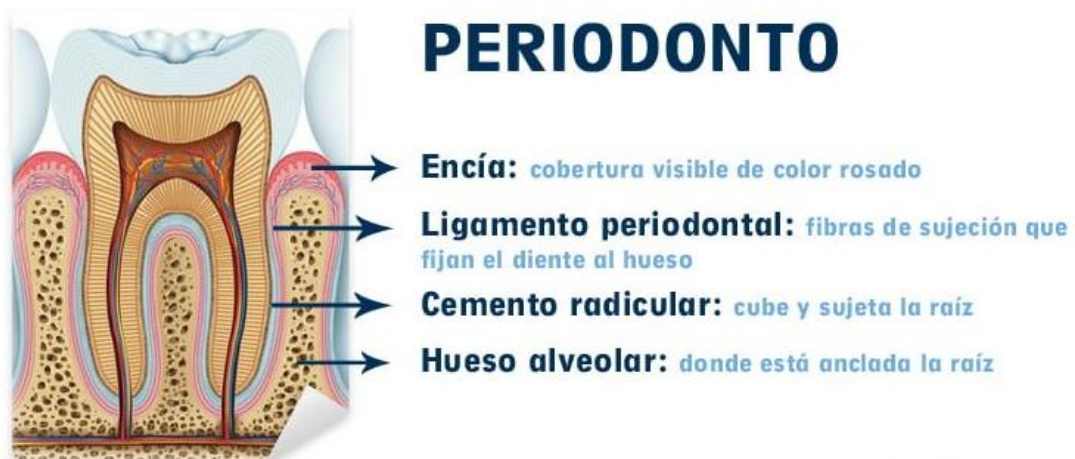 PERIODONTO
Encía: cobertura visible de color rosado
Ligamento periodontal: fibras de sujeción que
fijan el diente al hueso
Cemento radicular: cube y sujeta la raíz
Hueso alveolar: donde está anclada la raíz